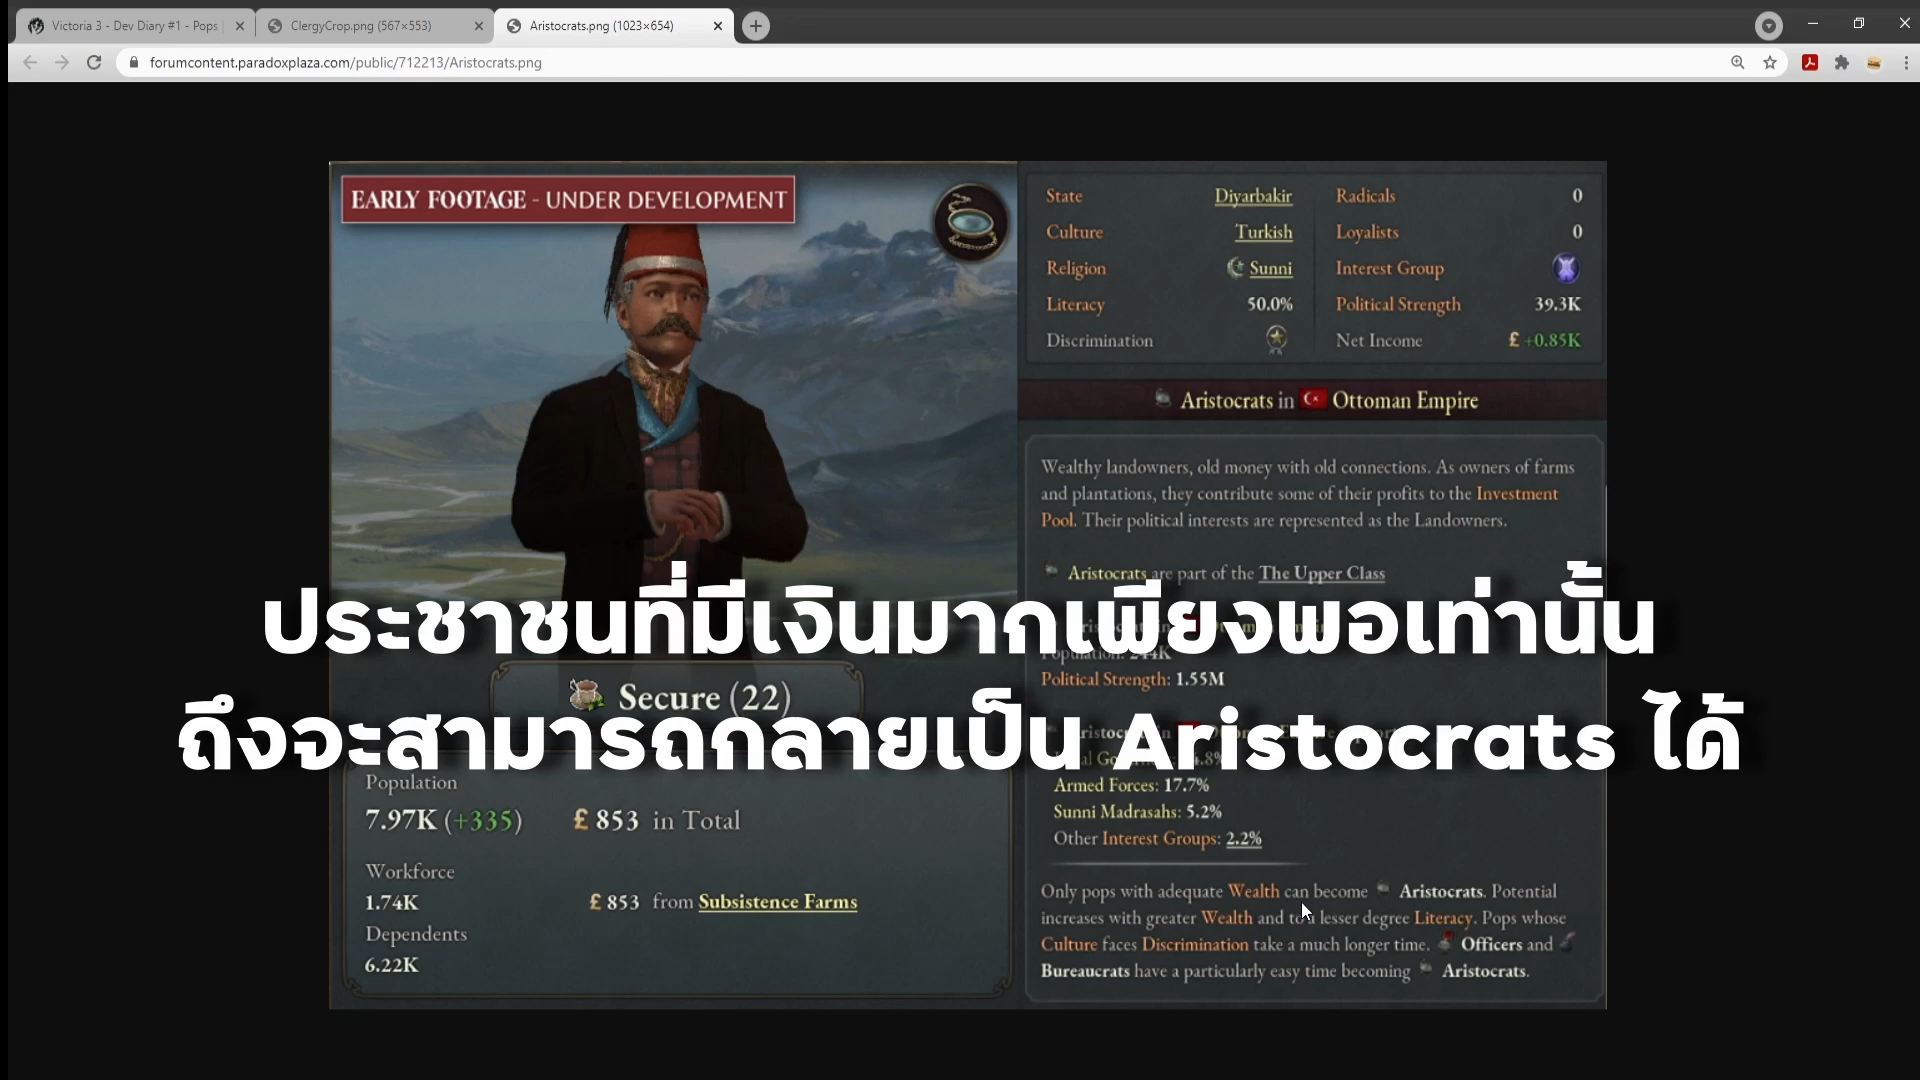 Victoria 3 - Dev Diary #1 - Pops
ClergyCrop.png (567×553)
Aristocrats.png (1023×654)
forumcontent.paradoxplaza.com/public/712213/Aristocrats.png
EARLY FOOTAGE - UNDER DEVELOPMENT
State Diyarbakir Radicals 0
Culture Turkish Loyalists 0
Religion Sunni Interest Group
Literacy 50.0% Political Strength 39.3K
Discrimination Net Income £ +0.85K
Aristocrats in Ottoman Empire
Wealthy landowners, old money with old connections. As owners of farms
and plantations, they contribute some of their profits to the Investment
Pool. Their political interests are represented as the Landowners.
Aristocrats are part of the The Upper Class
ประชาชนที่มีเงินมากเพียงพอเท่านั้น
ถึงจะสามารถกลายเป็น Aristocrats ได้
Political Strength: 1.55M
Secure (22)
Armed Forces: 17.7%
Sunni Madrasahs: 5.2%
Other Interest Groups: 2.2%
Population
7.97K (+335) £ 853 in Total
Workforce
1.74K £ 853 from Subsistence Farms
Dependents
6.22K
Only pops with adequate Wealth can become Aristocrats. Potential
increases with greater Wealth and to a lesser degree Literacy. Pops whose
Culture faces Discrimination take a much longer time. Officers and
Bureaucrats have a particularly easy time becoming Aristocrats.